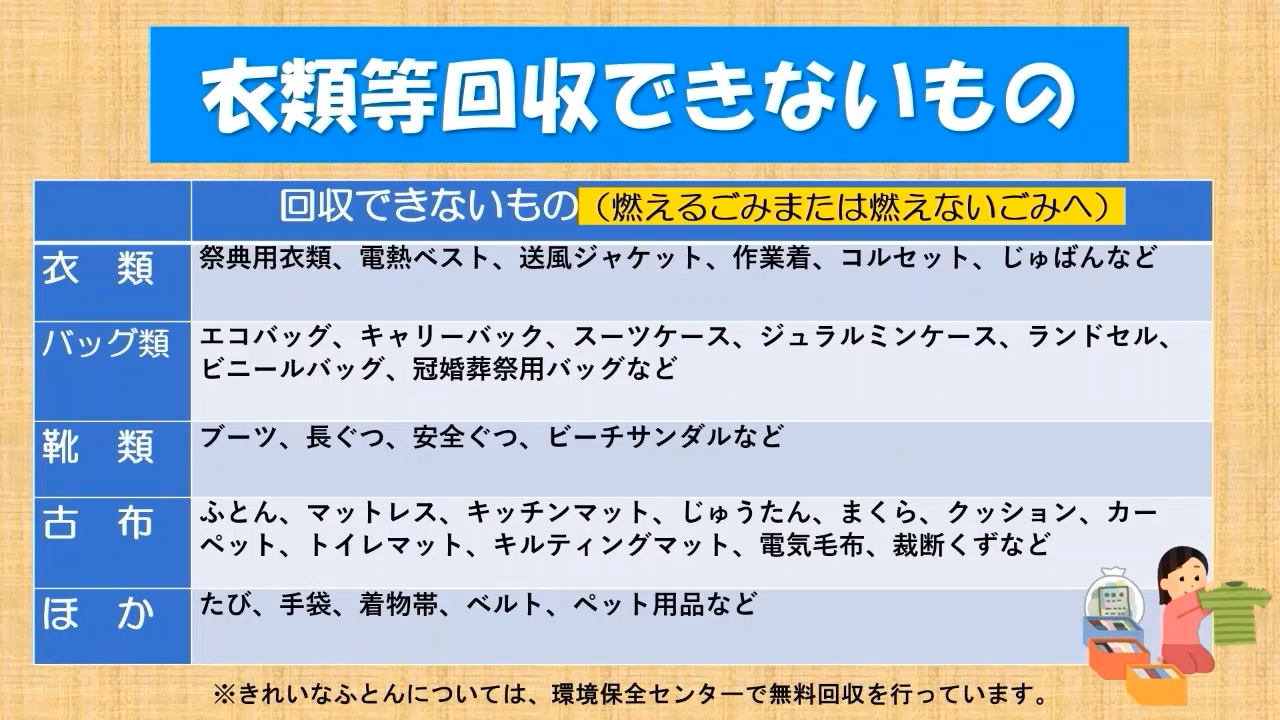 衣類等回収できないもの
回収できないもの（燃えるごみまたは燃えないごみへ）
衣　類
祭典用衣類、電熱ベスト、送風ジャケット、作業着、コルセット、じゅばんなど
バッグ類
エコバッグ、キャリーバック、スーツケース、ジュラルミンケース、ランドセル、
ビニールバッグ、冠婚葬祭用バッグなど
靴　類
ブーツ、長ぐつ、安全ぐつ、ビーチサンダルなど
古　布
ふとん、マットレス、キッチンマット、じゅうたん、まくら、クッション、カー
ペット、トイレマット、キルティングマット、電気毛布、裁断くずなど
ほ　か
たび、手袋、着物帯、ベルト、ペット用品など
※きれいなふとんについては、環境保全センターで無料回収を行っています。